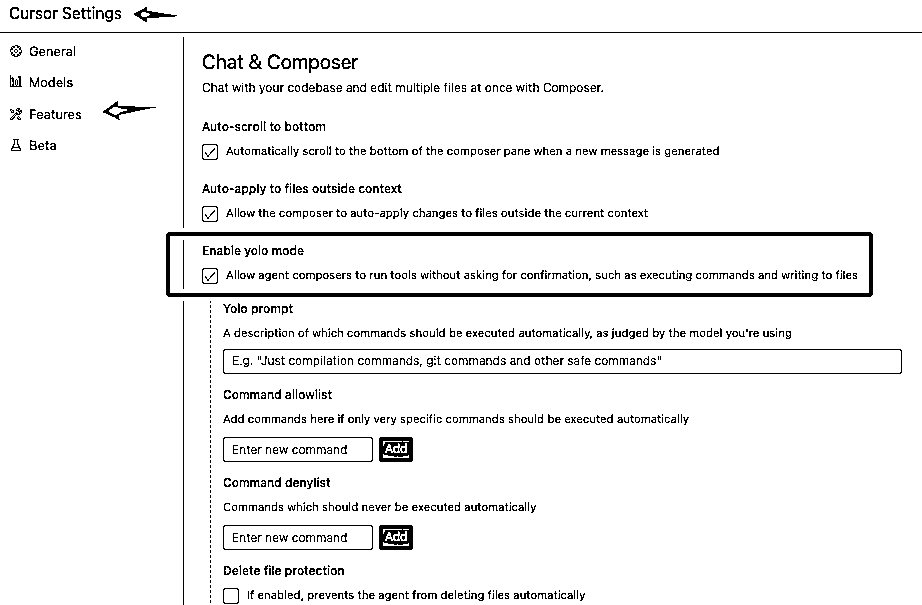 Cursor Settings
General
Models
Features
Beta
Chat & Composer
Chat with your codebase and edit multiple files at once with Composer.
Auto-scroll to bottom
Automatically scroll to the bottom of the composer pane when a new message is generated
Auto-apply to files outside context
Allow the composer to auto-apply changes to files outside the current context
Enable yolo mode
Allow agent composers to run tools without asking for confirmation, such as executing commands and writing to files
Yolo prompt
A description of which commands should be executed automatically, as judged by the model you're using
E.g. "Just compilation commands, git commands and other safe commands"
Command allowlist
Add commands here if only very specific commands should be executed automatically
Enter new command Add
Command denylist
Commands which should never be executed automatically
Enter new command Add
Delete file protection
If enabled, prevents the agent from deleting files automatically